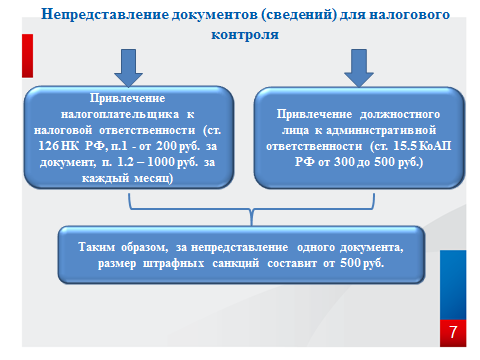 Непредставление документов (сведений) для налогового
контроля
Привлечение
налогоплательщика к
налоговой ответственности (ст.
126 НК РФ, п.1 - от 200 руб. за
документ, п. 1.2 – 1000 руб. за
каждый месяц)
Привлечение должностного
лица к административной
ответственности (ст. 15.5 КоАП
РФ от 300 до 500 руб.)
Таким образом, за непредставление одного документа,
размер штрафных санкций составит от 500 руб.
7